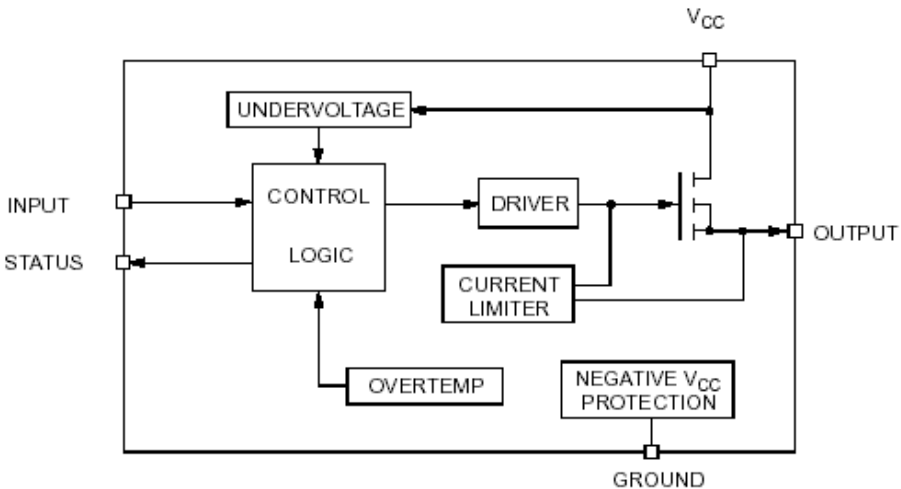 VCC
UNDERVOLTAGE
INPUT
CONTROL
LOGIC
DRIVER
OUTPUT
STATUS
CURRENT
LIMITER
OVERTEMP
NEGATIVE VCC
PROTECTION
GROUND